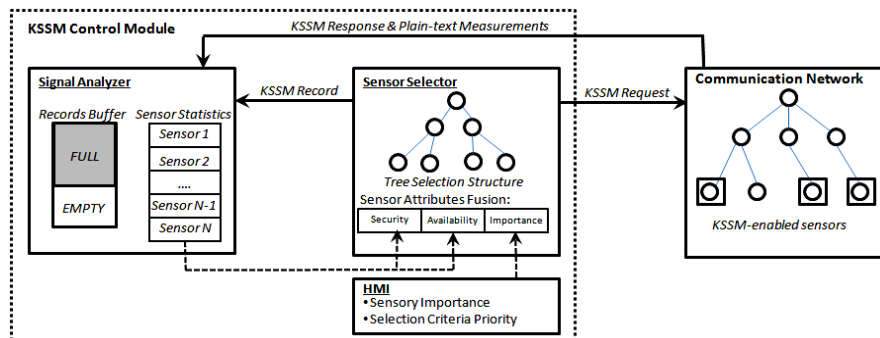 KSSM Control Module
KSSM Response & Plain-text Measurements
Signal Analyzer
Records Buffer
FULL
EMPTY
Sensor Statistics
Sensor 1
Sensor 2
....
Sensor N-1
Sensor N
KSSM Record
Sensor Selector
Tree Selection Structure
Sensor Attributes Fusion:
Security
Availability
Importance
KSSM Request
Communication Network
KSSM-enabled sensors
HMI
•Sensory Importance
•Selection Criteria Priority